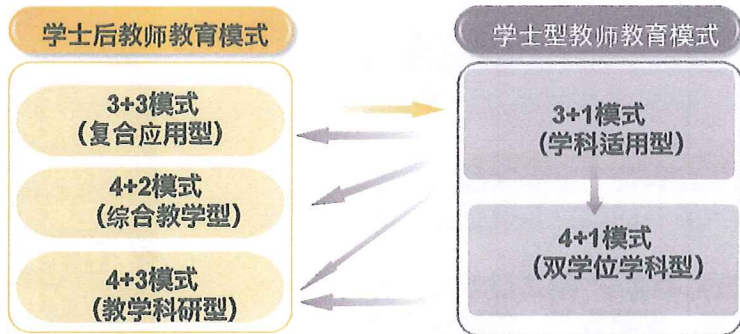 学士后教师教育模式
3+3模式
(复合应用型)
4+2模式
(综合教学型)
4+3模式
(教学科研型)
学士型教师教育模式
3+1模式
(学科适用型)
4+1模式
(双学位学科型)